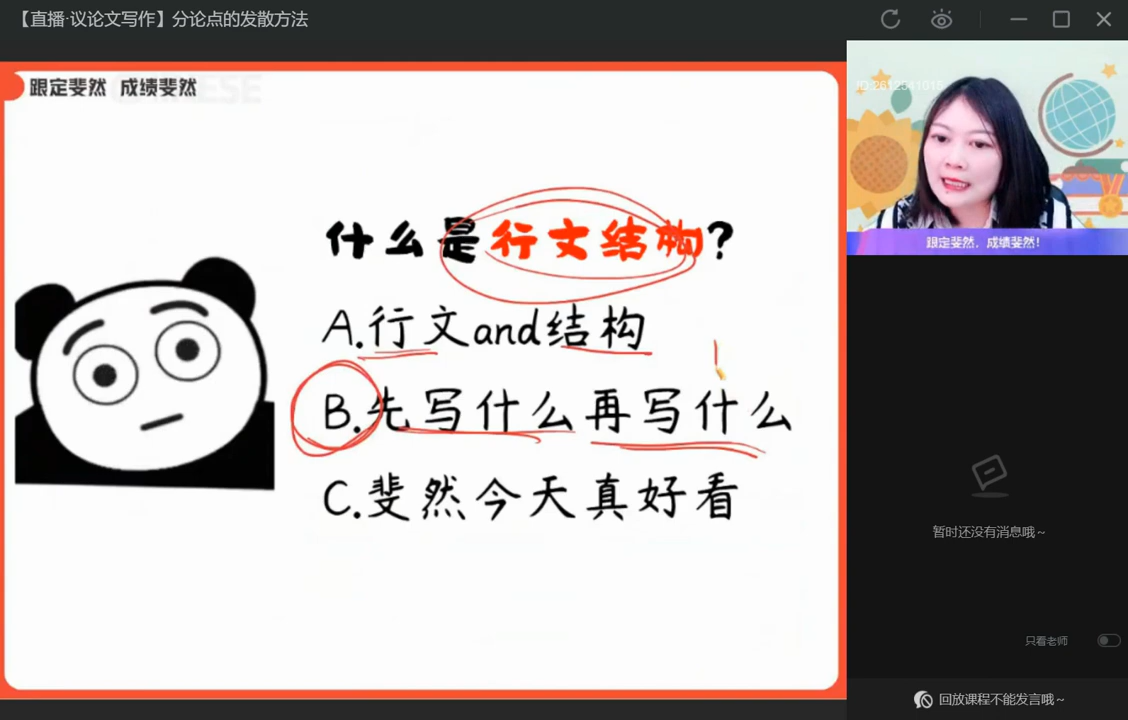 【直播·议论文写作】分论点的发散方法
跟定斐然 成绩斐然
什么是行文结构?
A.行文and结构
B.先写什么再写什么
C.斐然今天真好看
跟定斐然，成绩斐然！
暂时还没有消息哦~
只看老师
回放课程不能发言哦~